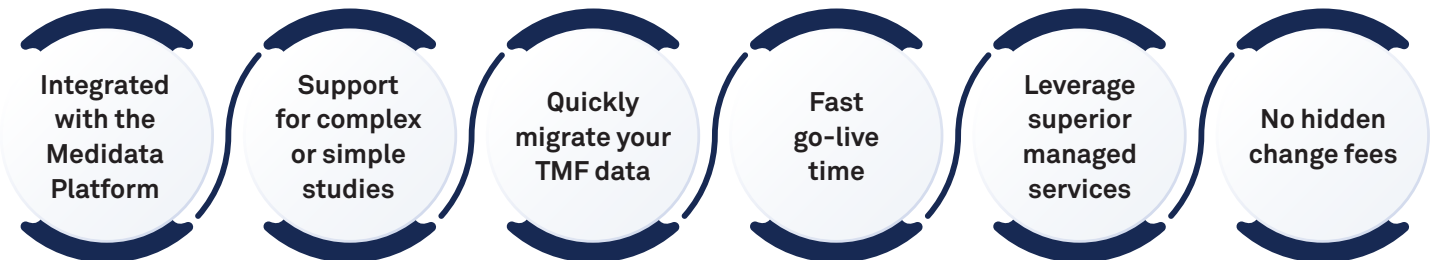 Integrated
with the
Medidata
Platform
Support
for complex
or simple
studies
Quickly
migrate your
TMF data
Fast
go-live
time
Leverage
superior
managed
services
No hidden
change fees